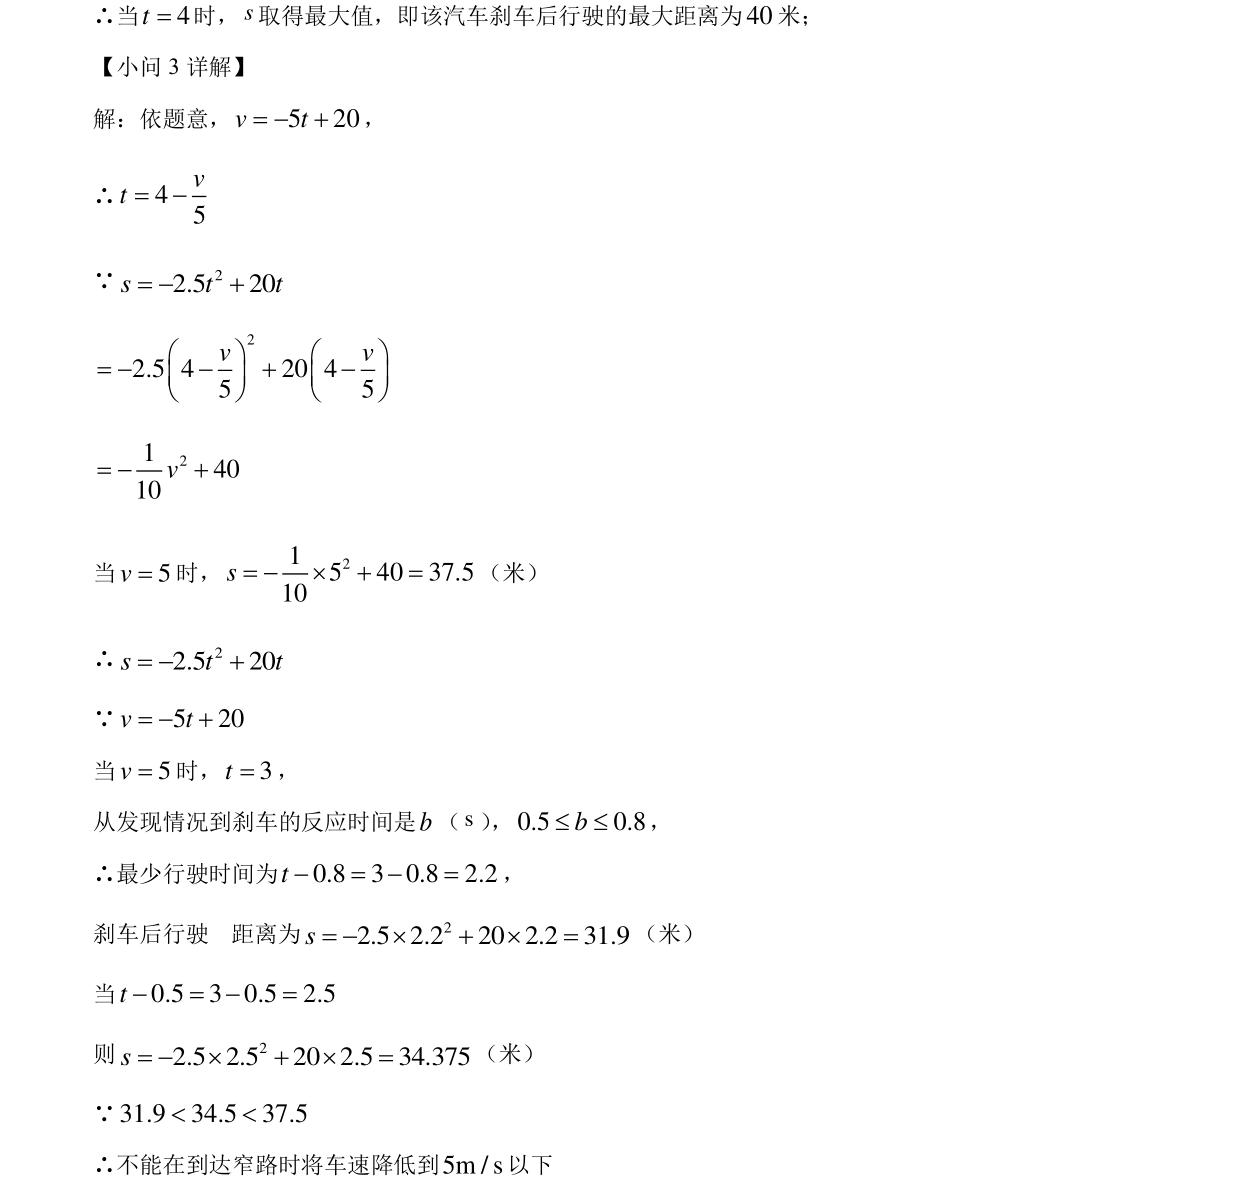 ∴当t=4时，s取得最大值，即该汽车刹车后行驶的最大距离为40米；
【小问3详解】
解：依题意，v=−5t+20，
∴t=4−v/5
∵s=−2.5t²+20t
=−2.5(4−v/5)²+20(4−v/5)
=−1/10v²+40
当v=5时，s=−1/10×5²+40=37.5（米）
∴s=−2.5t²+20t
∵v=−5t+20
当v=5时，t=3，
从发现情况到刹车的反应时间是b（s），0.5≤b≤0.8，
∴最少行驶时间为t−0.8=3−0.8=2.2，
刹车后行驶 距离为s=−2.5×2.2²+20×2.2=31.9（米）
当t−0.5=3−0.5=2.5
则s=−2.5×2.5²+20×2.5=34.375（米）
∵31.9<34.5<37.5
∴不能在到达窄路时将车速降低到5m/s以下